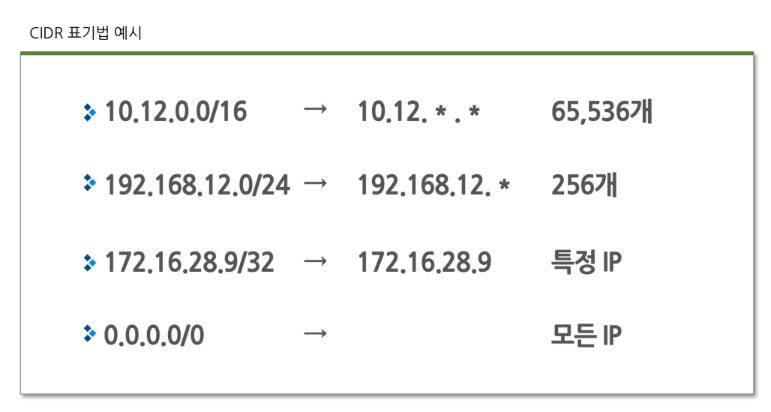 CIDR 표기법 예시
10.12.0.0/16 → 10.12. * . * 65,536개
192.168.12.0/24 → 192.168.12. * 256개
172.16.28.9/32 → 172.16.28.9 특정 IP
0.0.0.0/0 → 모든 IP